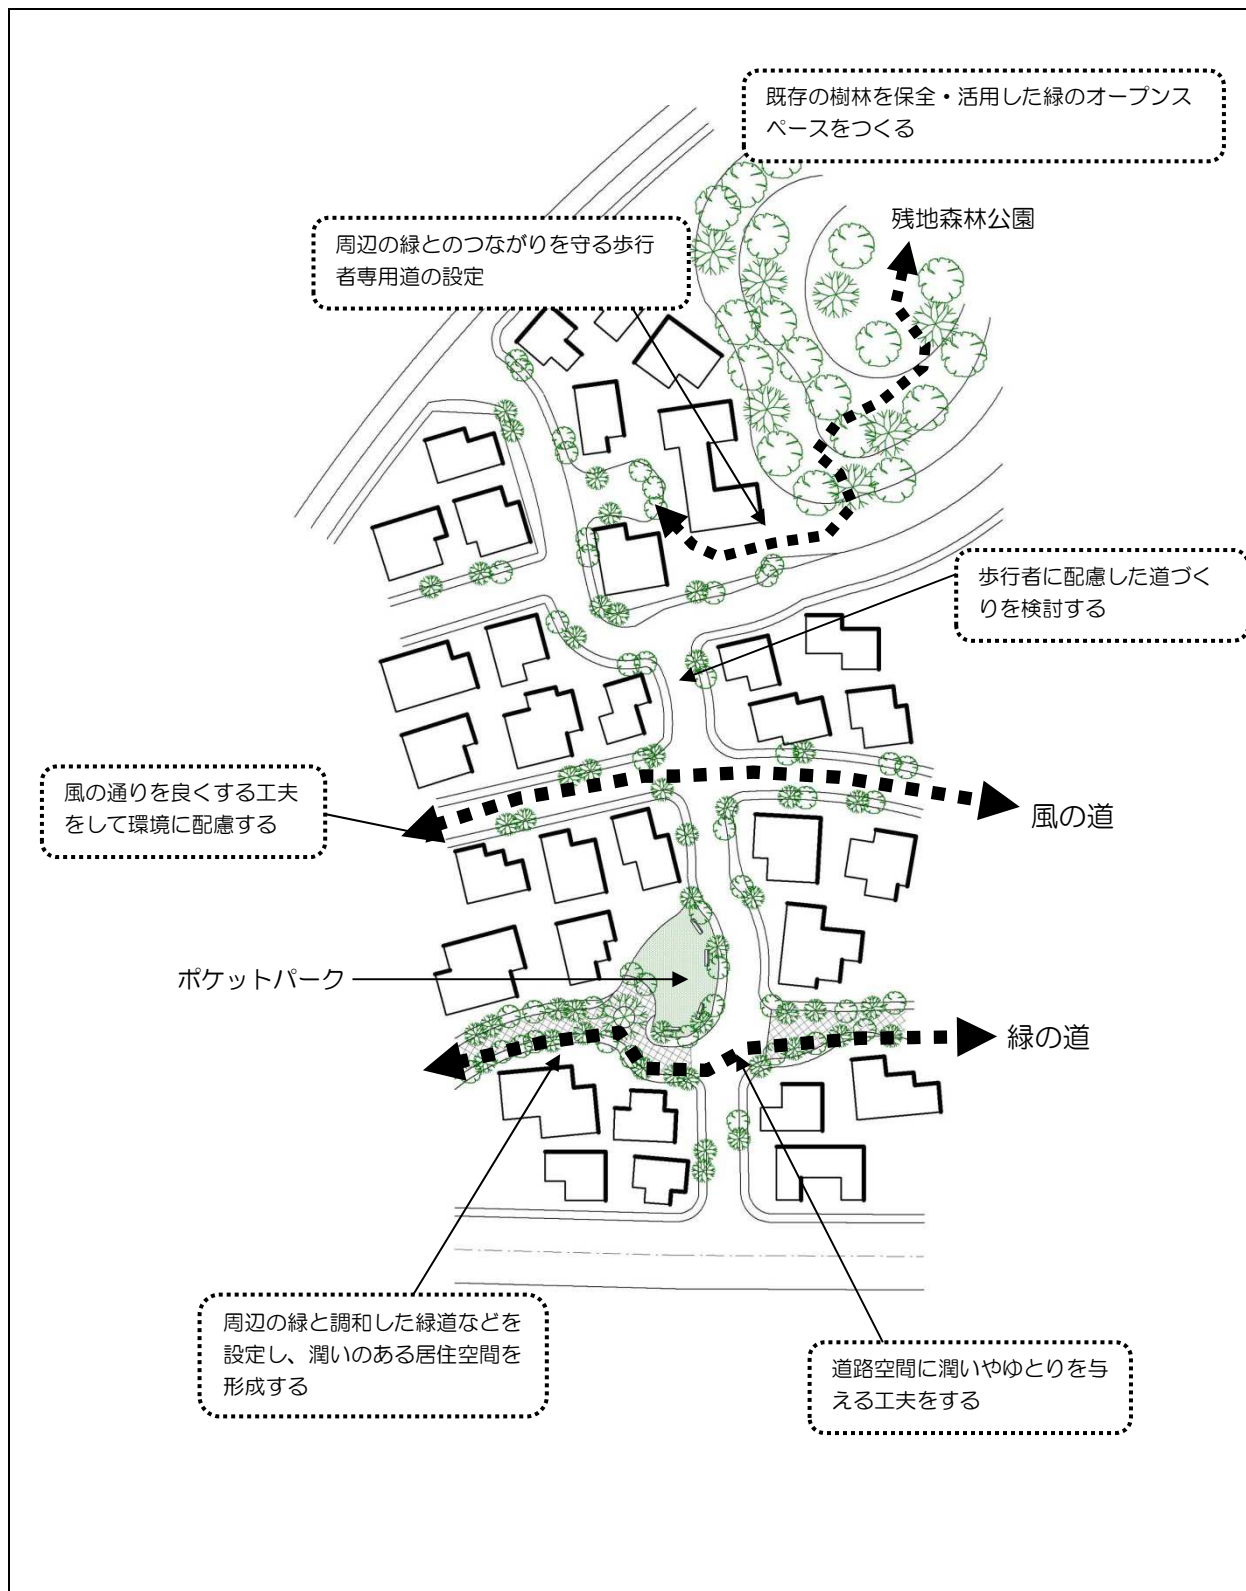 既存の樹林を保全・活用した緑のオープンス
ペースをつくる
残地森林公園
周辺の緑とのつながりを守る歩行
者専用道の設定
歩行者に配慮した道づく
りを検討する
風の通りを良くする工夫
をして環境に配慮する
風の道
ポケットパーク
緑の道
周辺の緑と調和した緑道などを
設定し、潤いのある居住空間を
形成する
道路空間に潤いやゆとりを与
える工夫をする